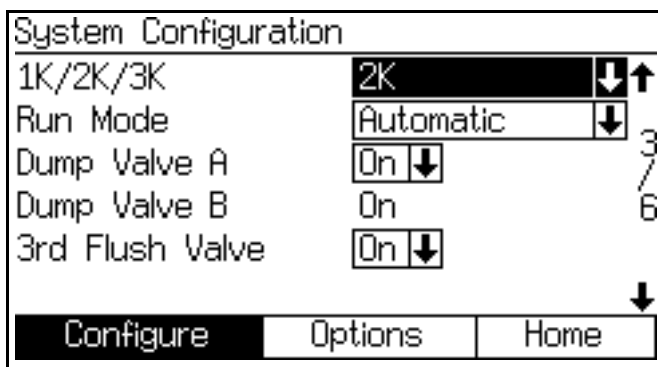 System Configuration
1K/2K/3K 2K
Run Mode Automatic
Dump Valve A On
Dump Valve B On
3rd Flush Valve On
3/6
Configure Options Home